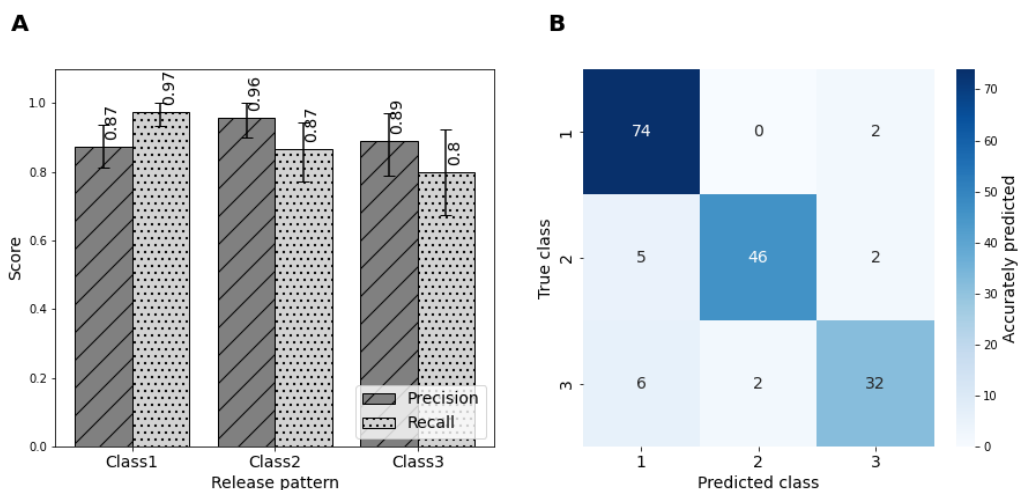 A
1.0
0.8
0.6
0.4
0.2
0.0
Score
0.87
0.97
0.96
0.87
0.89
0.8
Precision
Recall
Class1
Class2
Class3
Release pattern
B
1
2
3
True class
74
0
2
5
46
2
6
2
32
1
2
3
Predicted class
70
60
50
40
30
20
10
0
Accurately predicted